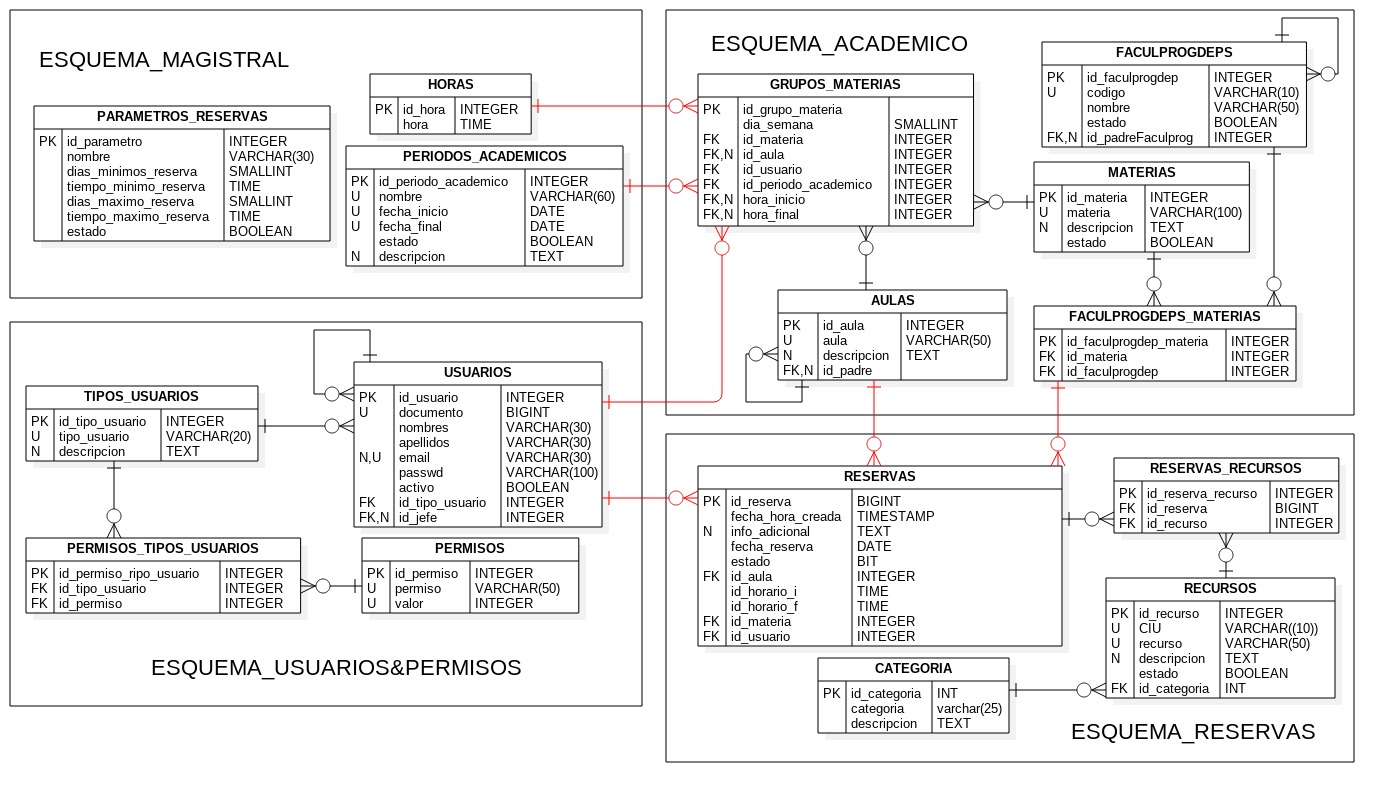 ESQUEMA_MAGISTRAL
PARAMETROS_RESERVAS
PK id_parametro INTEGER
nombre VARCHAR(30)
dias_minimos_reserva SMALLINT
tiempo_minimo_reserva TIME
dias_maximo_reserva SMALLINT
tiempo_maximo_reserva TIME
estado BOOLEAN
HORAS
PK id_hora INTEGER
hora TIME
PERIODOS_ACADEMICOS
PK id_periodo_academico INTEGER
U nombre VARCHAR(60)
U fecha_inicio DATE
U fecha_final DATE
estado BOOLEAN
N descripcion TEXT
ESQUEMA_ACADEMICO
GRUPOS_MATERIAS
PK id_grupo_materia
dia_semana SMALLINT
FK id_materia INTEGER
FK,N id_aula INTEGER
FK id_usuario INTEGER
FK id_periodo_academico INTEGER
FK,N hora_inicio INTEGER
FK,N hora_final INTEGER
FACULPROGDEPS
PK id_faculprogdep INTEGER
U codigo VARCHAR(10)
nombre VARCHAR(50)
estado BOOLEAN
FK,N id_padreFaculprog INTEGER
MATERIAS
PK id_materia INTEGER
U materia VARCHAR(100)
N descripcion TEXT
estado BOOLEAN
AULAS
PK id_aula INTEGER
U aula VARCHAR(50)
N descripcion TEXT
FK,N id_padre
FACULPROGDEPS_MATERIAS
PK id_faculprogdep_materia INTEGER
FK id_materia INTEGER
FK id_faculprogdep INTEGER
TIPOS_USUARIOS
PK id_tipo_usuario INTEGER
U tipo_usuario VARCHAR(20)
N descripcion TEXT
USUARIOS
PK id_usuario INTEGER
U documento BIGINT
nombres VARCHAR(30)
apellidos VARCHAR(30)
N,U email VARCHAR(30)
passwd VARCHAR(100)
activo BOOLEAN
FK id_tipo_usuario INTEGER
FK,N id_jefe INTEGER
PERMISOS_TIPOS_USUARIOS
PK id_permiso_ripo_usuario INTEGER
FK id_tipo_usuario INTEGER
FK id_permiso INTEGER
PERMISOS
PK id_permiso INTEGER
U permiso VARCHAR(50)
U valor INTEGER
ESQUEMA_USUARIOS&PERMISOS
RESERVAS
PK id_reserva BIGINT
fecha_hora_creada TIMESTAMP
N info_adicional TEXT
fecha_reserva DATE
estado BIT
FK id_aula INTEGER
id_horario_i TIME
id_horario_f TIME
FK id_materia INTEGER
FK id_usuario INTEGER
RESERVAS_RECURSOS
PK id_reserva_recurso INTEGER
FK id_reserva BIGINT
FK id_recurso INTEGER
RECURSOS
PK id_recurso INTEGER
U CIU VARCHAR((10))
U recurso VARCHAR(50)
N descripcion TEXT
estado BOOLEAN
FK id_categoria INT
CATEGORIA
PK id_categoria INT
categoria varchar(25)
descripcion TEXT
ESQUEMA_RESERVAS